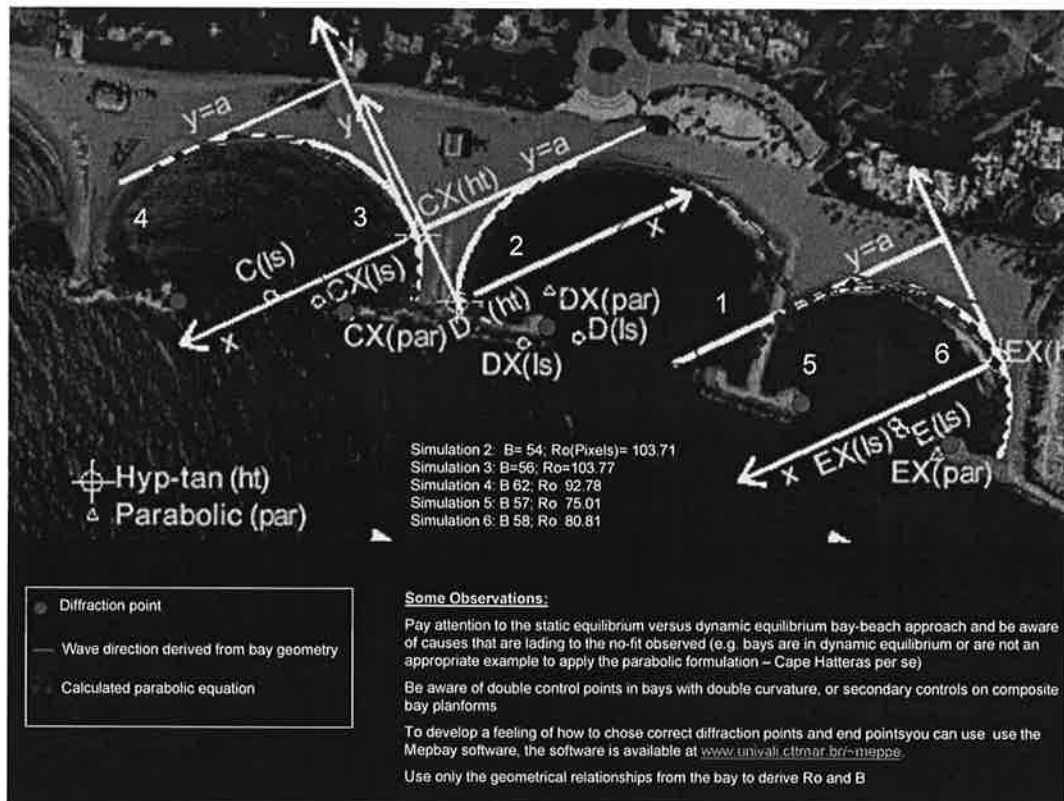 y
y=a
y
CX(ht)
y=a
4
3
2
x
C(ls)
CX(ls)
DX(par)
1
y=a
x
CX(par)
D
(ht)
D(ls)
DX(ls)
5
6
EX(h
E(ls)
EX(ls)
x
EX(par)
Simulation 2: B= 54; Ro(Pixels)= 103.71
Simulation 3: B=56; Ro=103.77
Simulation 4: B 62; Ro 92.78
Simulation 5: B 57; Ro 75.01
Simulation 6: B 58; Ro 80.81
Hyp-tan (ht)
Parabolic (par)
Diffraction point
Wave direction derived from bay geometry
Calculated parabolic equation
Some Observations:
Pay attention to the static equilibrium versus dynamic equilibrium bay-beach approach and be aware
of causes that are lading to the no-fit observed (e.g. bays are in dynamic equilibrium or are not an
appropriate example to apply the parabolic formulation – Cape Hatteras per se)
Be aware of double control points in bays with double curvature, or secondary controls on composite
bay planforms
To develop a feeling of how to chose correct diffraction points and end pointsyou can use use the
Mepbay software, the software is available at www.univali.cttmar.br/~meppe.
Use only the geometrical relationships from the bay to derive Ro and B